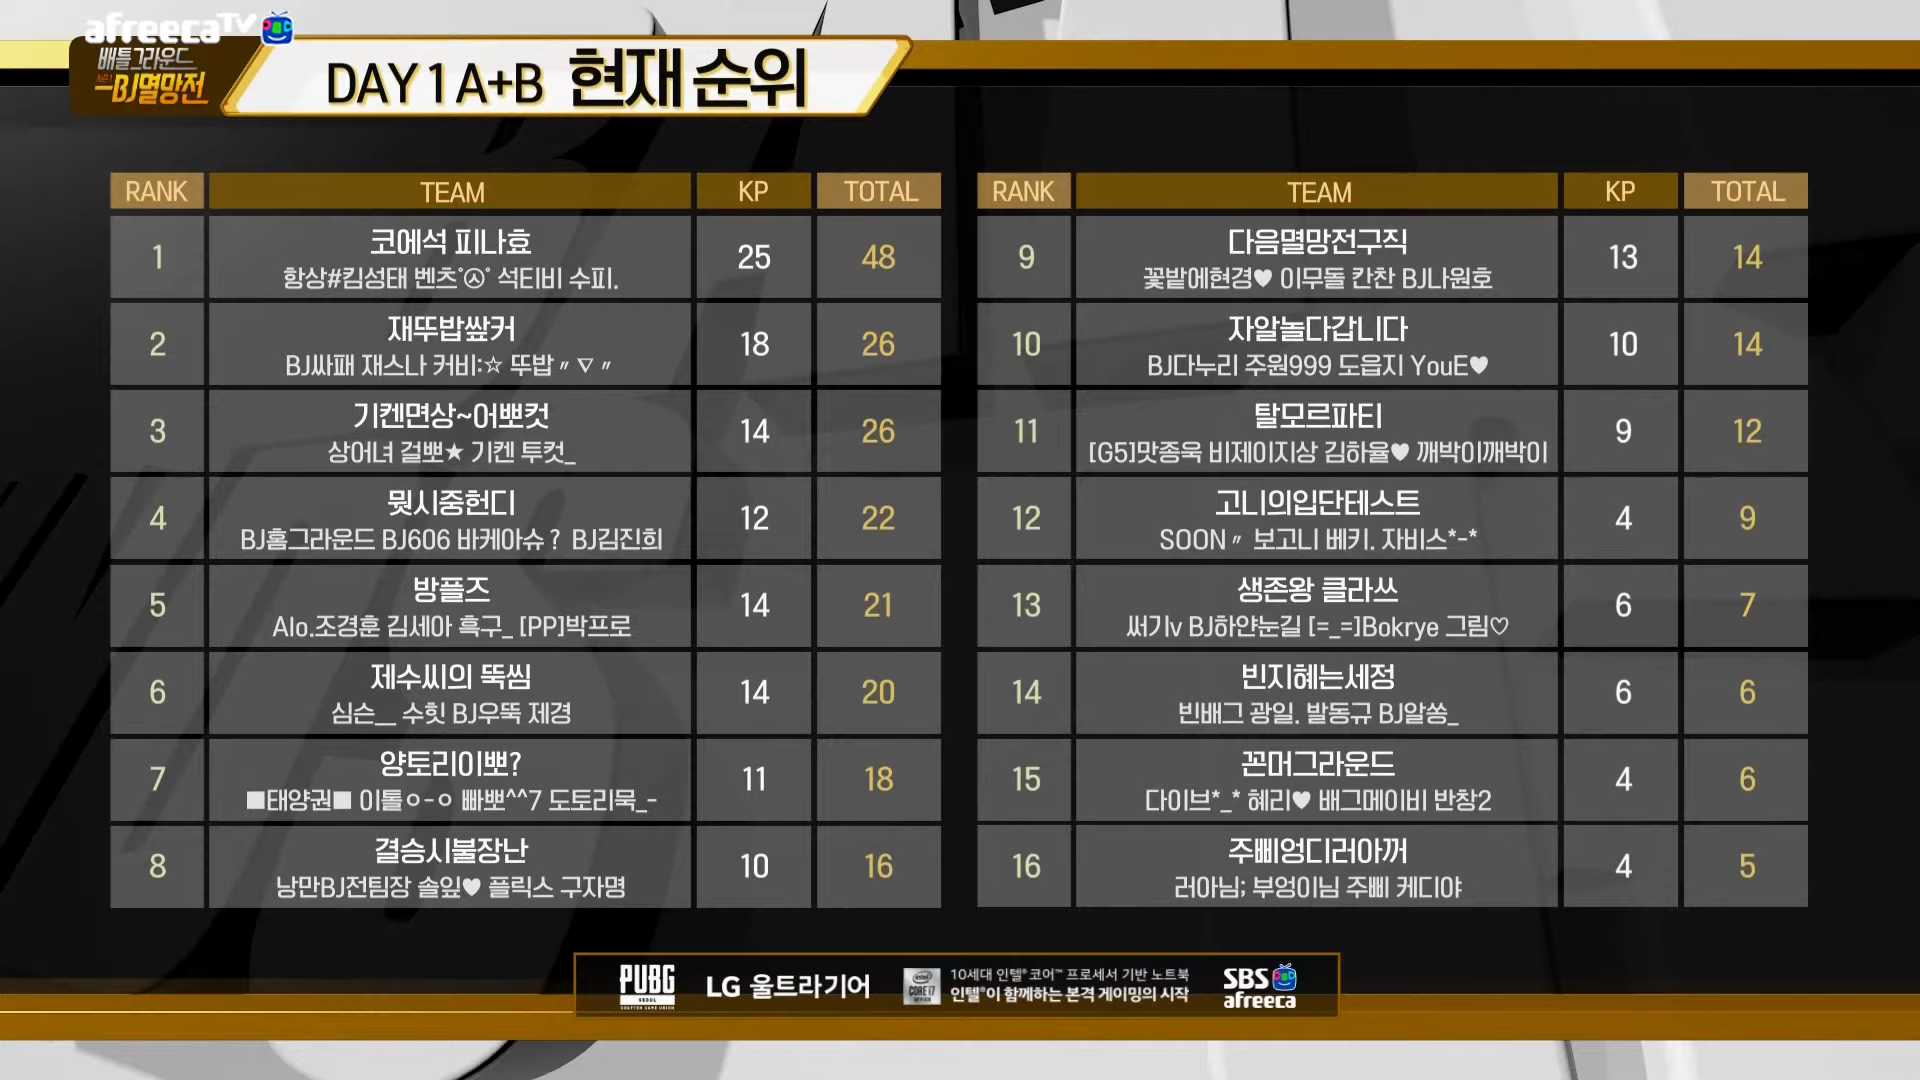 afreecaTV
배틀그라운드
BJ멸망전
DAY 1 A+B 현재 순위
RANK TEAM KP TOTAL
1 코에석 피나효 25 48
항상#킴성태 벤츠˚㉦˚ 석티비 수피.
2 재뚜밥쌒커 18 26
BJ싸패 재스나 커비:☆ 뚜밥〃▽〃
3 기켄면상~어뽀컷 14 26
상어녀 걸뽀★ 기켄 투컷_
4 뭣시중헌디 12 22
BJ홈그라운드 BJ606 바케아슈? BJ김진희
5 방플즈 14 21
Alo.조경훈 김세아 흑구_ [PP]박프로
6 제수씨의 뚝씸 14 20
심슨__ 수힛 BJ우뚝 제경
7 양토리이뽀? 11 18
■태양권■ 이톨ㅇ-ㅇ 빠뽀^^7 도토리묵_-
8 결승시불장난 10 16
낭만BJ전팀장 솔잎♥ 플릭스 구자명
RANK TEAM KP TOTAL
9 다음멸망전구직 13 14
꽃밭에현경♥ 이무돌 칸찬 BJ나원호
10 자알놀다갑니다 10 14
BJ다누리 주원999 도읍지 YouE♥
11 탈모르파티 9 12
[G5]맛종욱 비제이지상 김하율♥ 깨박이깨박이
12 고니의입단테스트 4 9
SOON〃 보고니 베키. 자비스*-*
13 생존왕 클라쓰 6 7
써기v BJ하얀눈길 [=_=]Bokrye 그림♡
14 빈지혜는세정 6 6
빈배그 광일. 발동규 BJ알쏭_
15 꼰머그라운드 4 6
다이브*_* 혜리♥ 배그메이비 반창2
16 주삐엉디러아꺼 4 5
러아님; 부엉이님 주삐 케디야
PUBG
SEOUL
LG 울트라기어
intel
CORE i7
10세대 인텔® 코어™ 프로세서 기반 노트북
인텔®이 함께하는 본격 게이밍의 시작
SBS
afreeca